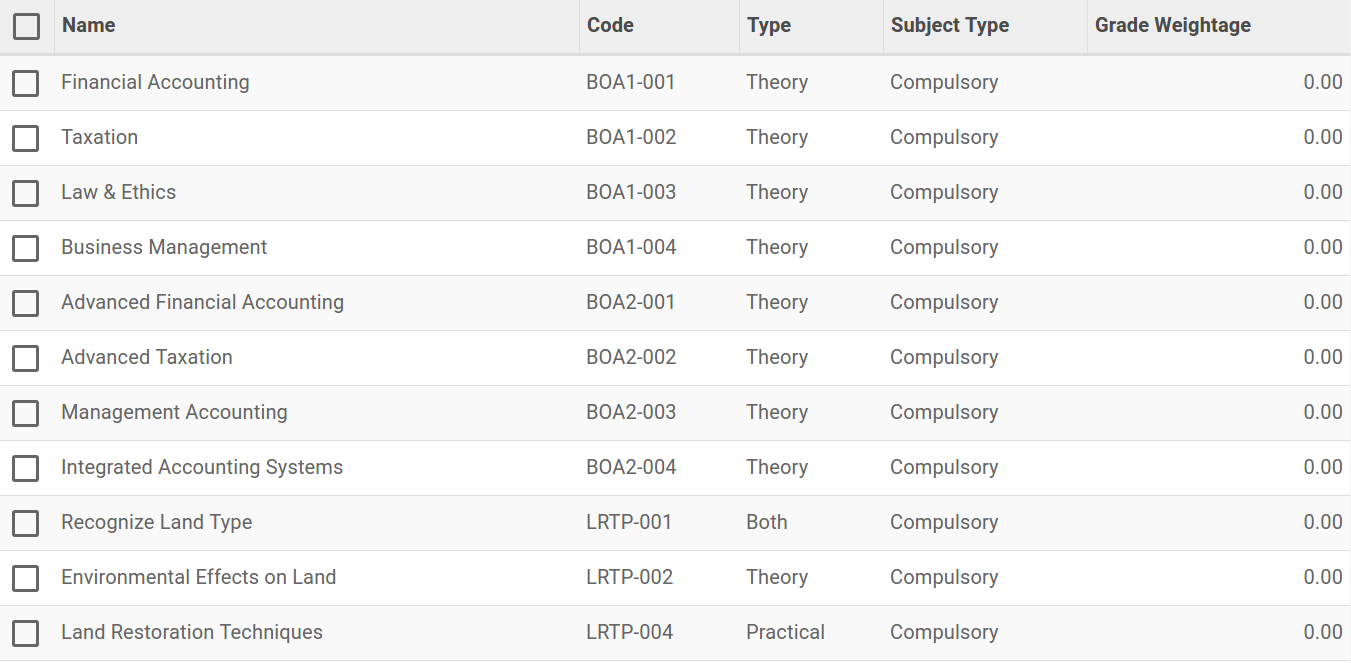 Name Code Type Subject Type Grade Weightage
Financial Accounting BOA1-001 Theory Compulsory 0.00
Taxation BOA1-002 Theory Compulsory 0.00
Law & Ethics BOA1-003 Theory Compulsory 0.00
Business Management BOA1-004 Theory Compulsory 0.00
Advanced Financial Accounting BOA2-001 Theory Compulsory 0.00
Advanced Taxation BOA2-002 Theory Compulsory 0.00
Management Accounting BOA2-003 Theory Compulsory 0.00
Integrated Accounting Systems BOA2-004 Theory Compulsory 0.00
Recognize Land Type LRTP-001 Both Compulsory 0.00
Environmental Effects on Land LRTP-002 Theory Compulsory 0.00
Land Restoration Techniques LRTP-004 Practical Compulsory 0.00